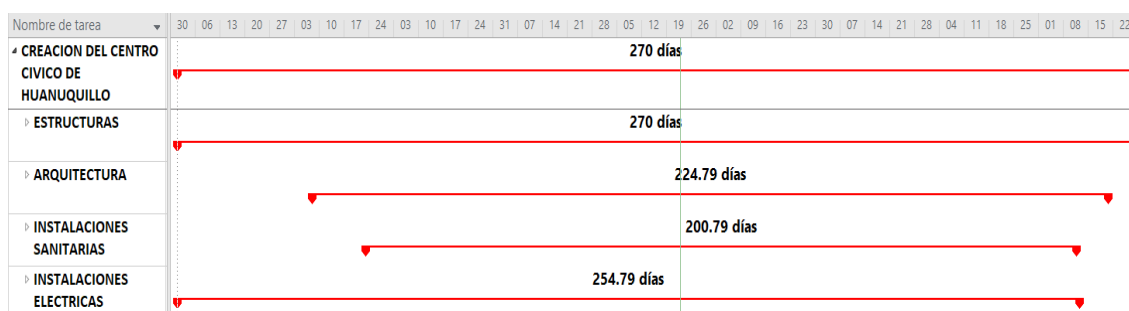 Nombre de tarea 30 06 13 20 27 03 10 17 24 03 10 17 24 31 07 14 21 28 05 12 19 26 02 09 16 23 30 07 14 21 28 04 11 18 25 01 08 15 22
CREACION DEL CENTRO
CIVICO DE
HUANUQUILLO
270 días
ESTRUCTURAS
270 días
ARQUITECTURA
224.79 días
INSTALACIONES
SANITARIAS
200.79 días
INSTALACIONES
ELECTRICAS
254.79 días